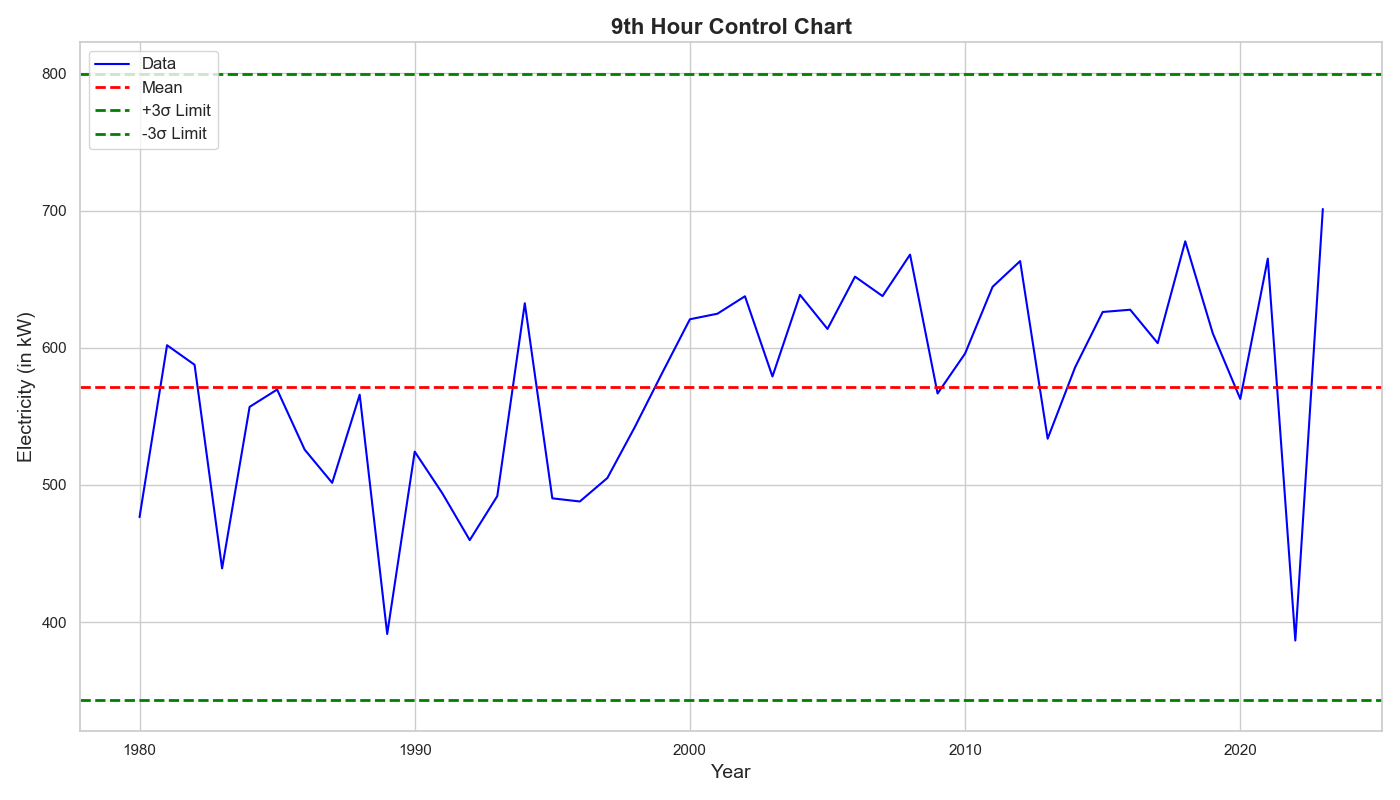 9th Hour Control Chart
Data
Mean
+3σ Limit
-3σ Limit
800
700
600
500
400
Electricity (in kW)
1980
1990
2000
2010
2020
Year